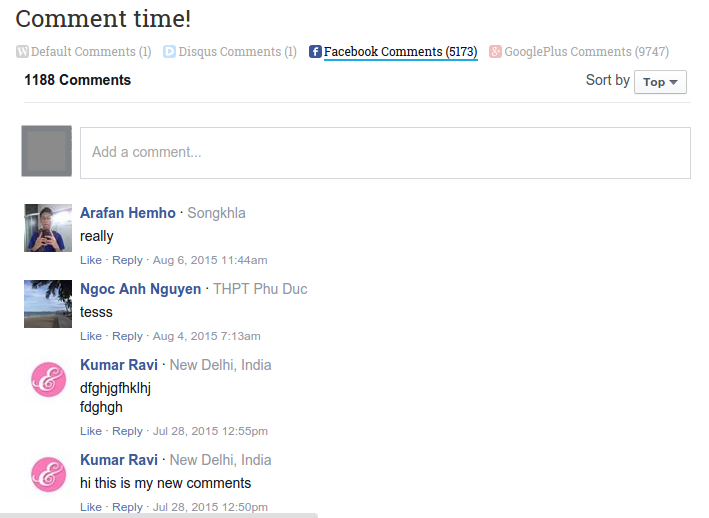 Comment time!
Default Comments (1) Disqus Comments (1) Facebook Comments (5173) GooglePlus Comments (9747)
1188 Comments Sort by Top
Add a comment...
Arafan Hemho · Songkhla
really
Like · Reply · Aug 6, 2015 11:44am
Ngoc Anh Nguyen · THPT Phu Duc
tesss
Like · Reply · Aug 4, 2015 7:13am
Kumar Ravi · New Delhi, India
dfghjgfhklhj
fdghgh
Like · Reply · Jul 28, 2015 12:55pm
Kumar Ravi · New Delhi, India
hi this is my new comments
Like · Reply · Jul 28, 2015 12:50pm